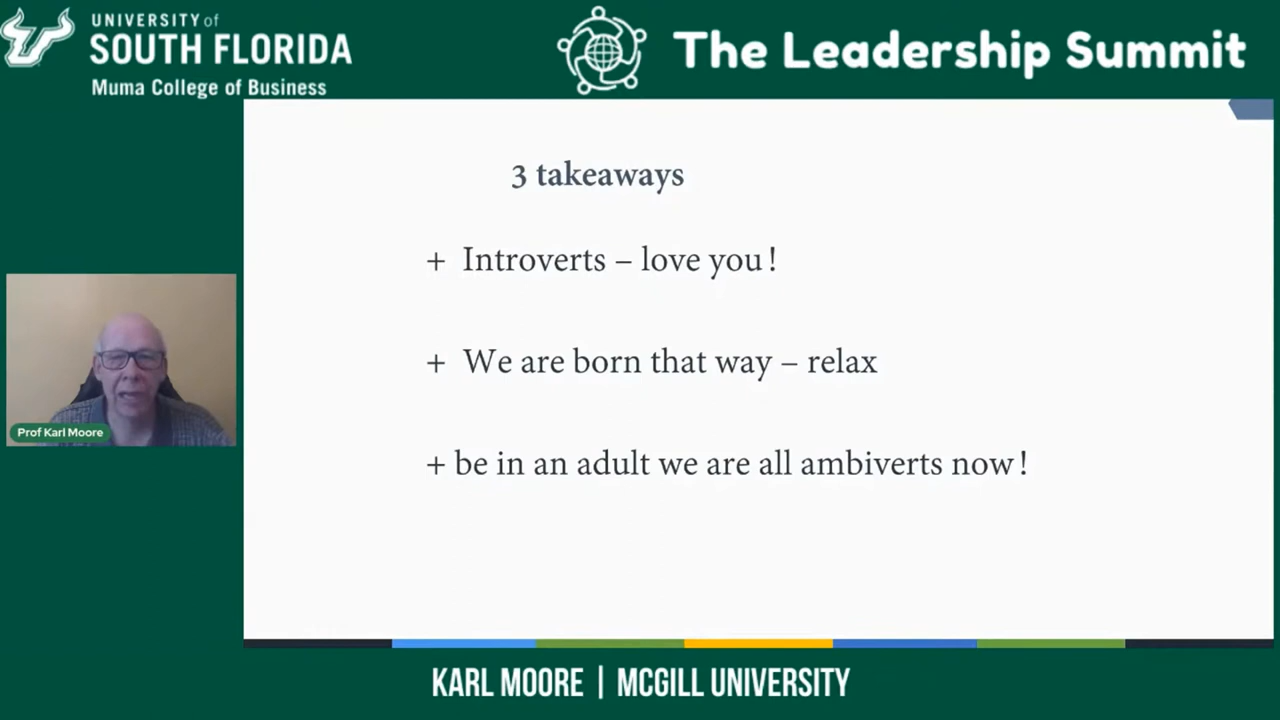 UNIVERSITY of
SOUTH FLORIDA
Muma College of Business
The Leadership Summit
3 takeaways
+ Introverts – love you!
+ We are born that way – relax
+ be in an adult we are all ambiverts now!
Prof Karl Moore
KARL MOORE | MCGILL UNIVERSITY